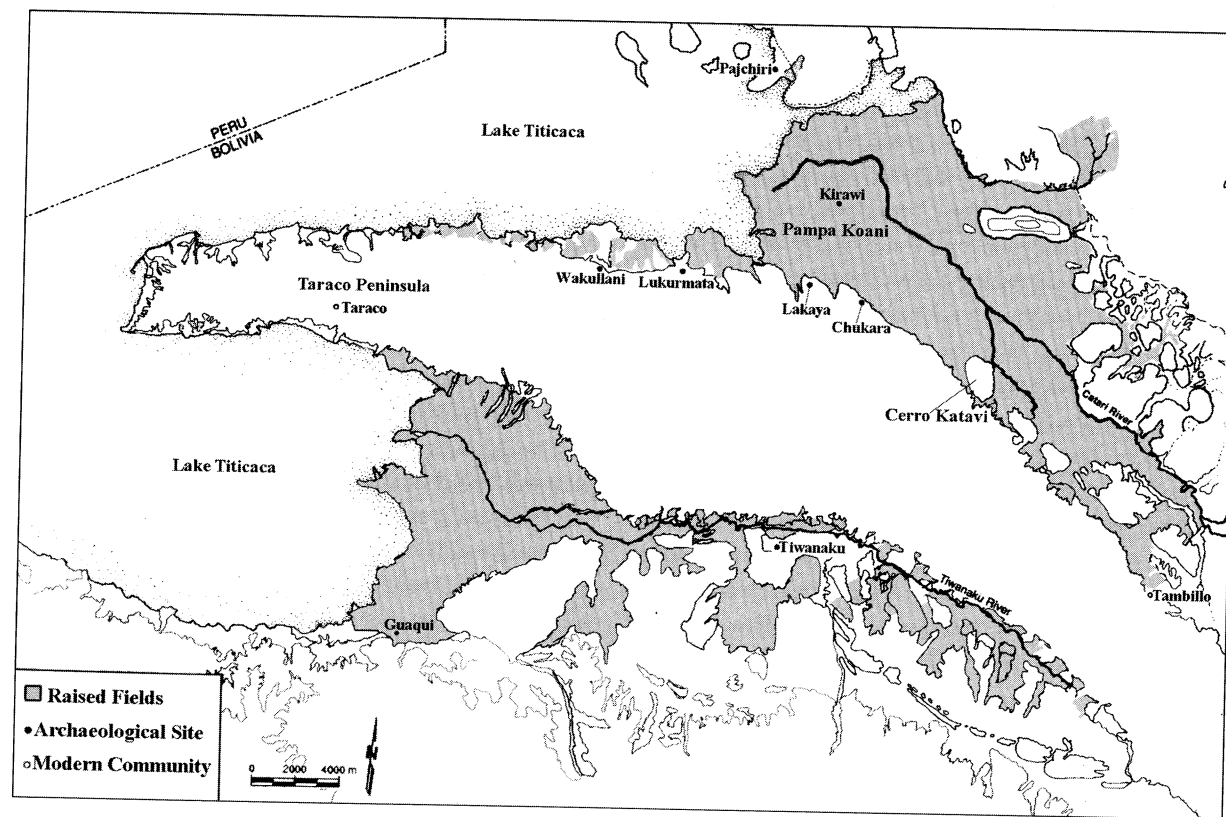 Pajchiri
PERU
BOLIVIA
Lake Titicaca
Kirawi
Pampa Koani
Wakullani
Lukurmata
Taraco Peninsula
Taraco
Lakaya
Chukara
Cerro Katavi
Catari River
Lake Titicaca
Tiwanaku
Tiwanaku River
Tambillo
Guaqui
Raised Fields
Archaeological Site
Modern Community
0 2000 4000 m
N